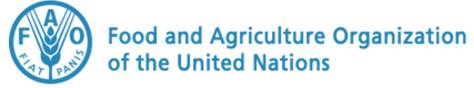 FAO
FIAT PANIS
Food and Agriculture Organization
of the United Nations